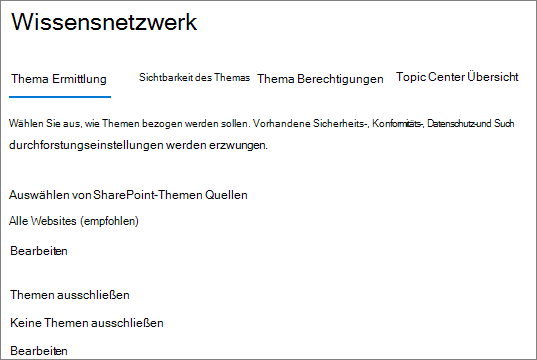 Wissensnetzwerk
Thema Ermittlung Sichtbarkeit des Themas Thema Berechtigungen Topic Center Übersicht
Wählen Sie aus, wie Themen bezogen werden sollen. Vorhandene Sicherheits-, Konformitäts-, Datenschutz-und Such
durchforstungseinstellungen werden erzwungen.
Auswählen von SharePoint-Themen Quellen
Alle Websites (empfohlen)
Bearbeiten
Themen ausschließen
Keine Themen ausschließen
Bearbeiten